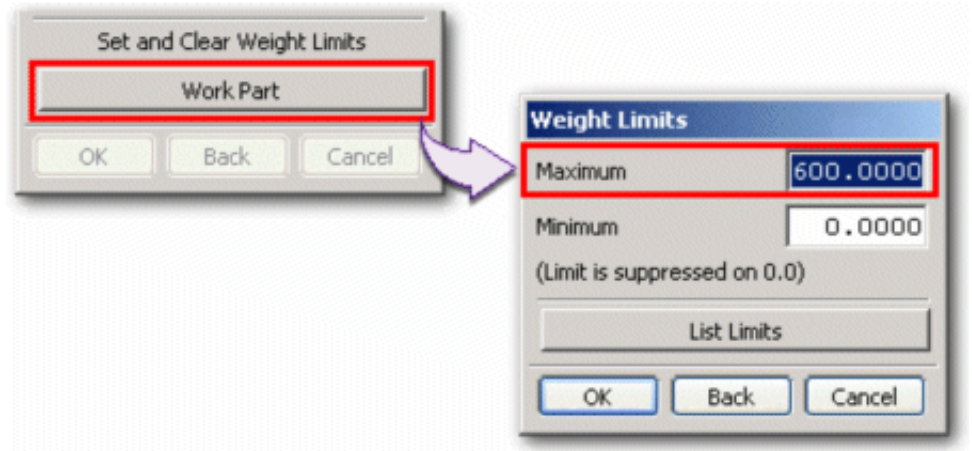 Set and Clear Weight Limits
Work Part
OK Back Cancel
Weight Limits
Maximum 600.0000
Minimum 0.0000
(Limit is suppressed on 0.0)
List Limits
OK Back Cancel